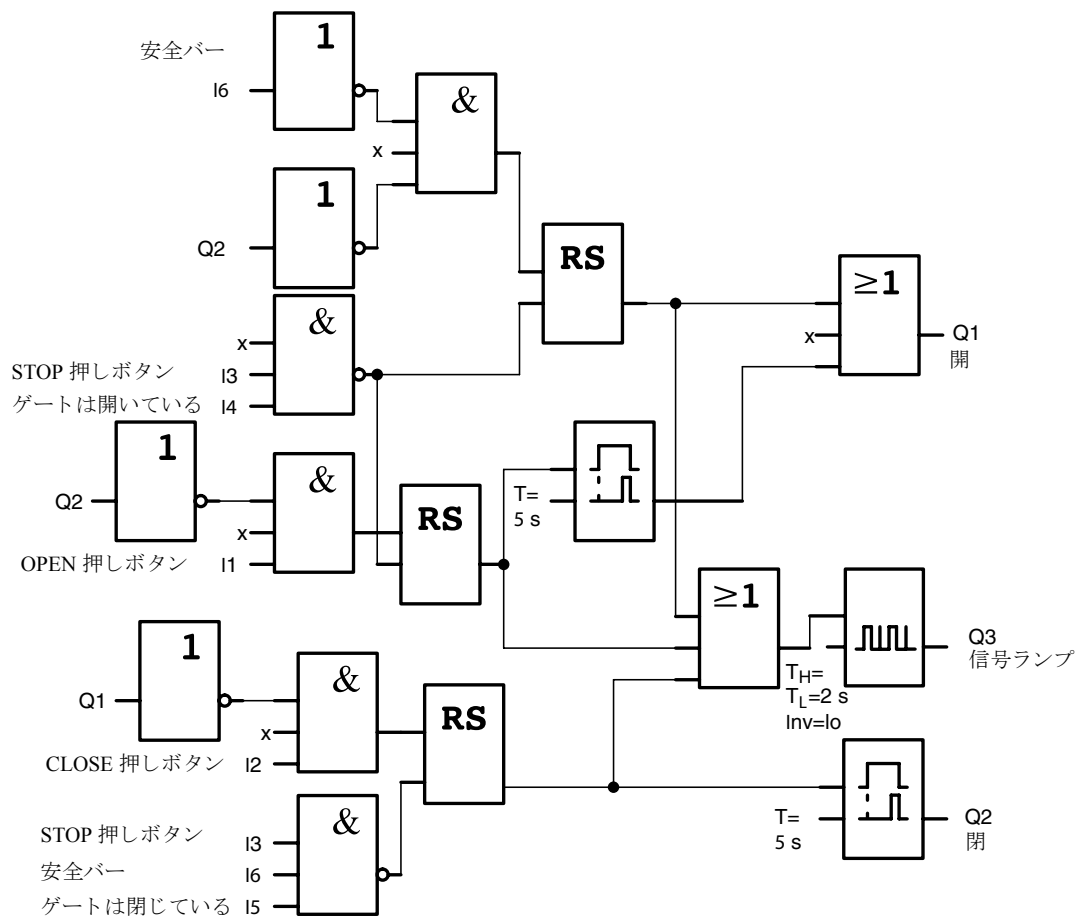 1
安全バー
I6
&
x
1
Q2
RS
≥1
x
Q1
開
&
x
STOP 押しボタン I3
ゲートは開いている I4
1
Q2
&
x
OPEN 押しボタン I1
RS
T=
5 s
≥1
Q3
信号ランプ
TH=
TL=2 s
Inv=lo
1
Q1
&
x
CLOSE 押しボタン I2
RS
T=
5 s
Q2
閉
&
STOP 押しボタン I3
安全バー I6
ゲートは閉じている I5